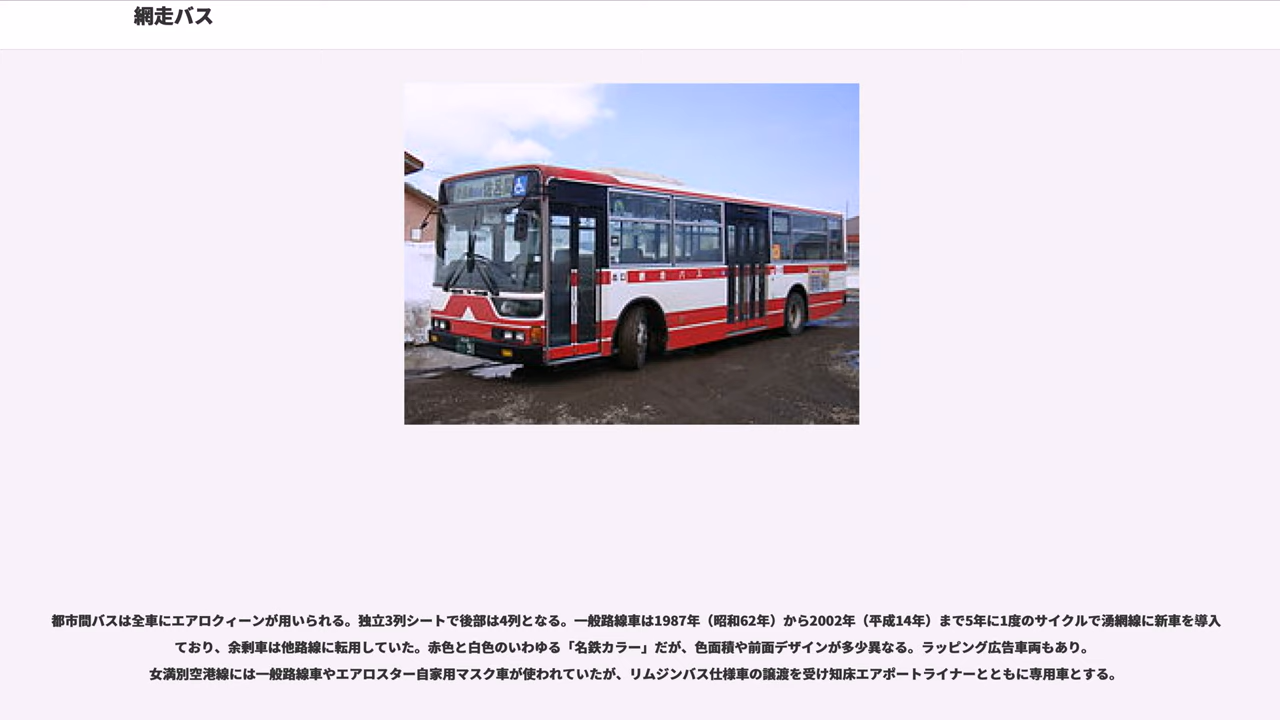 網走バス
出口
網走バス
都市間バスは全車にエアロクィーンが用いられる。独立3列シートで後部は4列となる。一般路線車は1987年（昭和62年）から2002年（平成14年）まで5年に1度のサイクルで湧網線に新車を導入
ており、余剰車は他路線に転用していた。赤色と白色のいわゆる「名鉄カラー」だが、色面積や前面デザインが多少異なる。ラッピング広告車両もあり。
女満別空港線には一般路線車やエアロスター自家用マスク車が使われていたが、リムジンバス仕様車の譲渡を受け知床エアポートライナーとともに専用車とする。